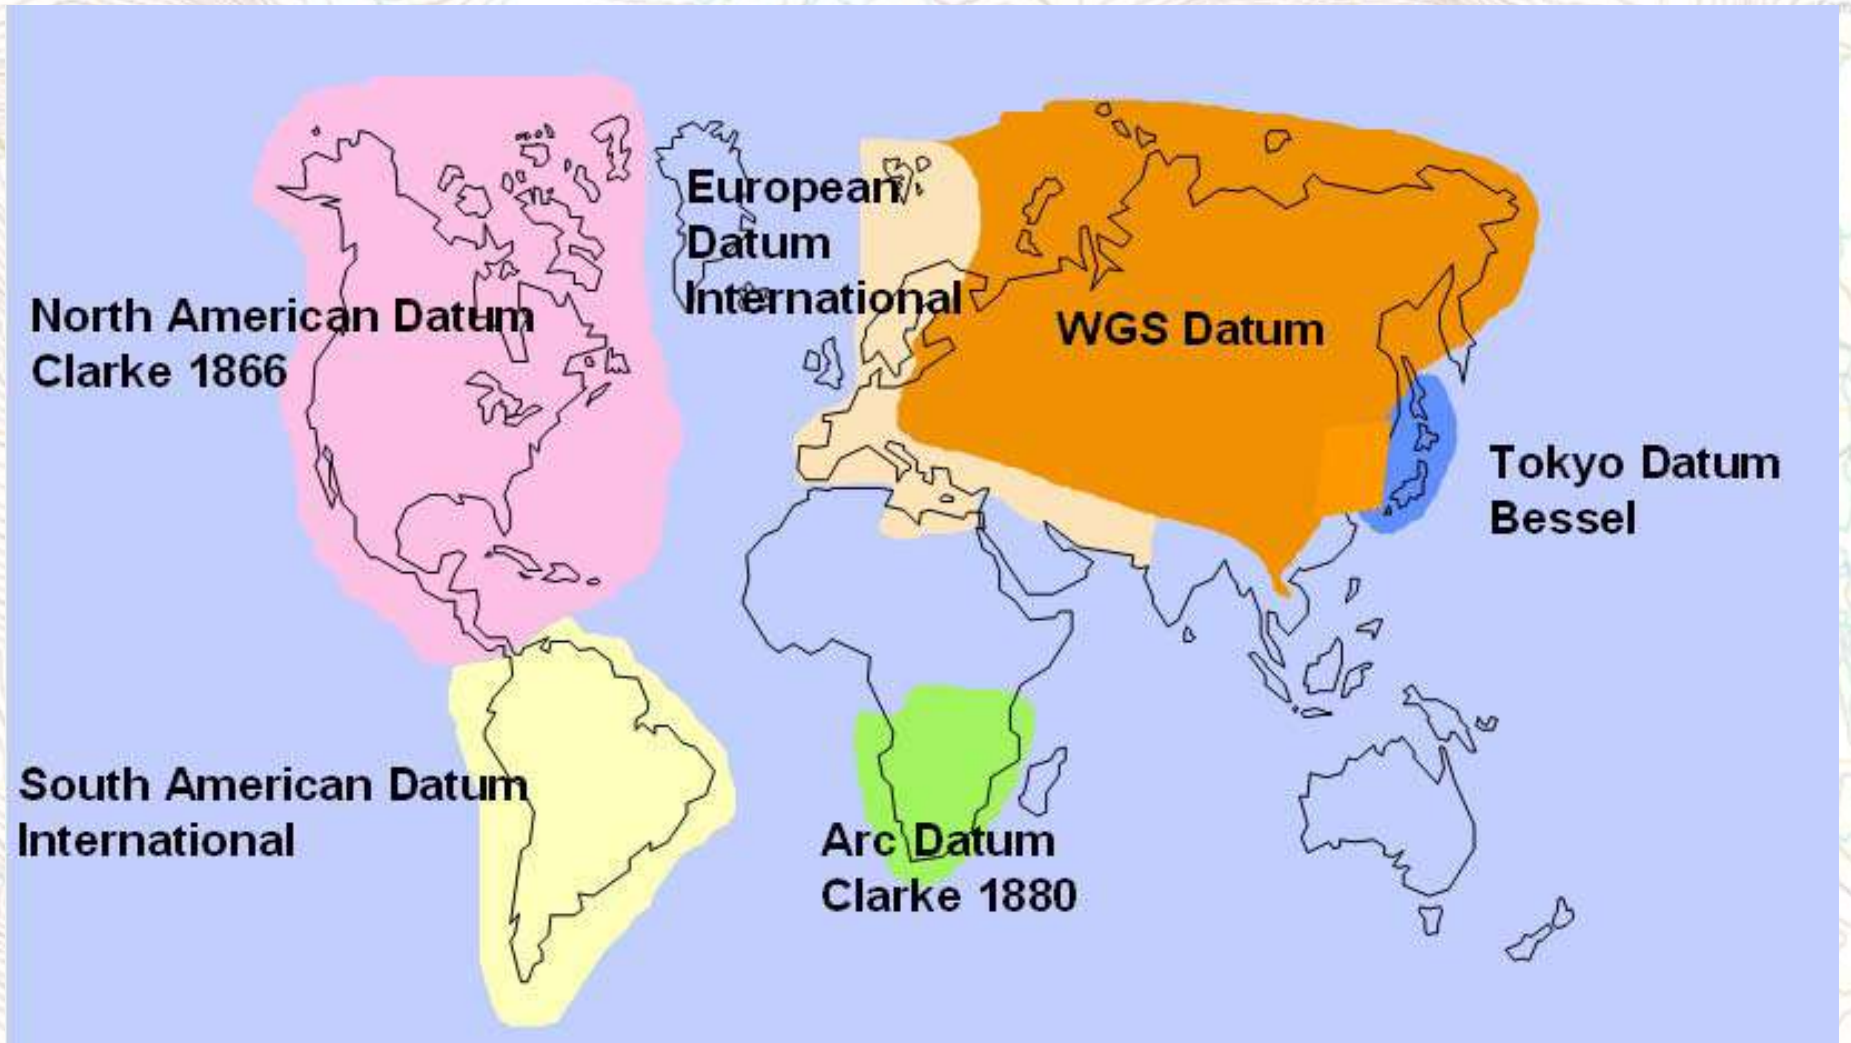 European
Datum
International
North American Datum
Clarke 1866
WGS Datum
Tokyo Datum
Bessel
South American Datum
International
Arc Datum
Clarke 1880